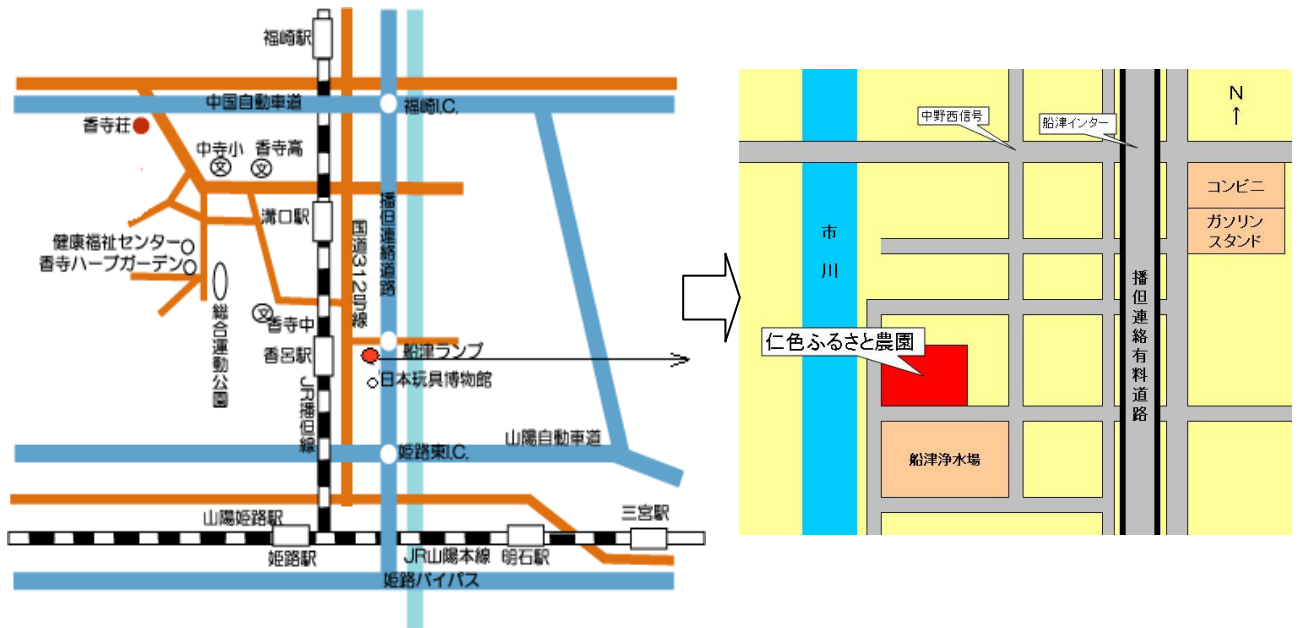 福崎駅
中国自動車道
福崎I.C.
香寺荘
中寺小
香寺高
溝口駅
国道312号線
播但連絡道路
健康福祉センター
香寺ハーブガーデン
総合運動公園
香寺中
香呂駅
船津ランプ
日本玩具博物館
JR播但線
山陽自動車道
姫路東I.C.
山陽姫路駅
三宮駅
姫路駅
JR山陽本線
明石駅
姫路バイパス
中野西信号
船津インター
N
↑
コンビニ
ガソリン
スタンド
市川
播但連絡有料道路
仁色ふるさと農園
船津浄水場
文
文
文